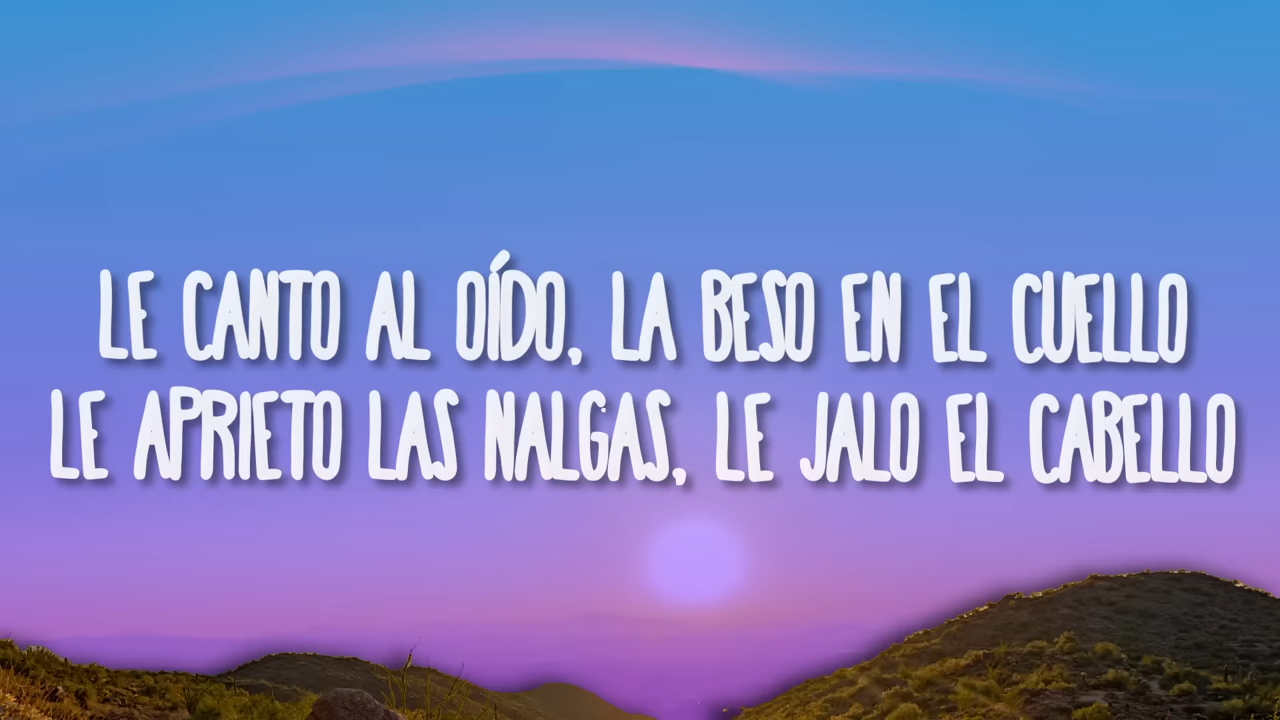 LE CANTO AL OÍDO, LA BESO EN EL CUELLO
LE APRIETO LAS NALGAS, LE JALO EL CABELLO